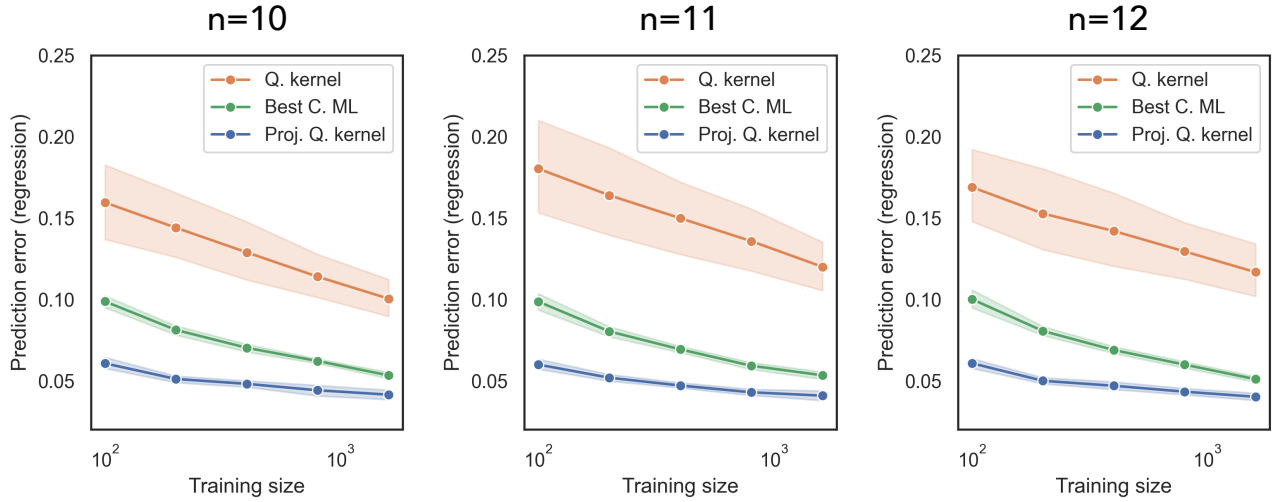 n=10
0.25
0.20
0.15
0.10
0.05
Prediction error (regression)
Q. kernel
Best C. ML
Proj. Q. kernel
10²
10³
Training size
n=11
0.25
0.20
0.15
0.10
0.05
Prediction error (regression)
Q. kernel
Best C. ML
Proj. Q. kernel
10²
10³
Training size
n=12
0.25
0.20
0.15
0.10
0.05
Prediction error (regression)
Q. kernel
Best C. ML
Proj. Q. kernel
10²
10³
Training size